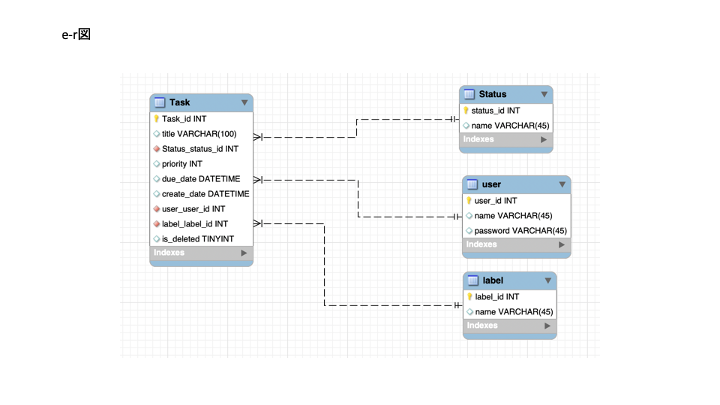 e-r図
Task
Task_id INT
title VARCHAR(100)
Status_status_id INT
priority INT
due_date DATETIME
create_date DATETIME
user_user_id INT
label_label_id INT
is_deleted TINYINT
Indexes
Status
status_id INT
name VARCHAR(45)
Indexes
user
user_id INT
name VARCHAR(45)
password VARCHAR(45)
Indexes
label
label_id INT
name VARCHAR(45)
Indexes